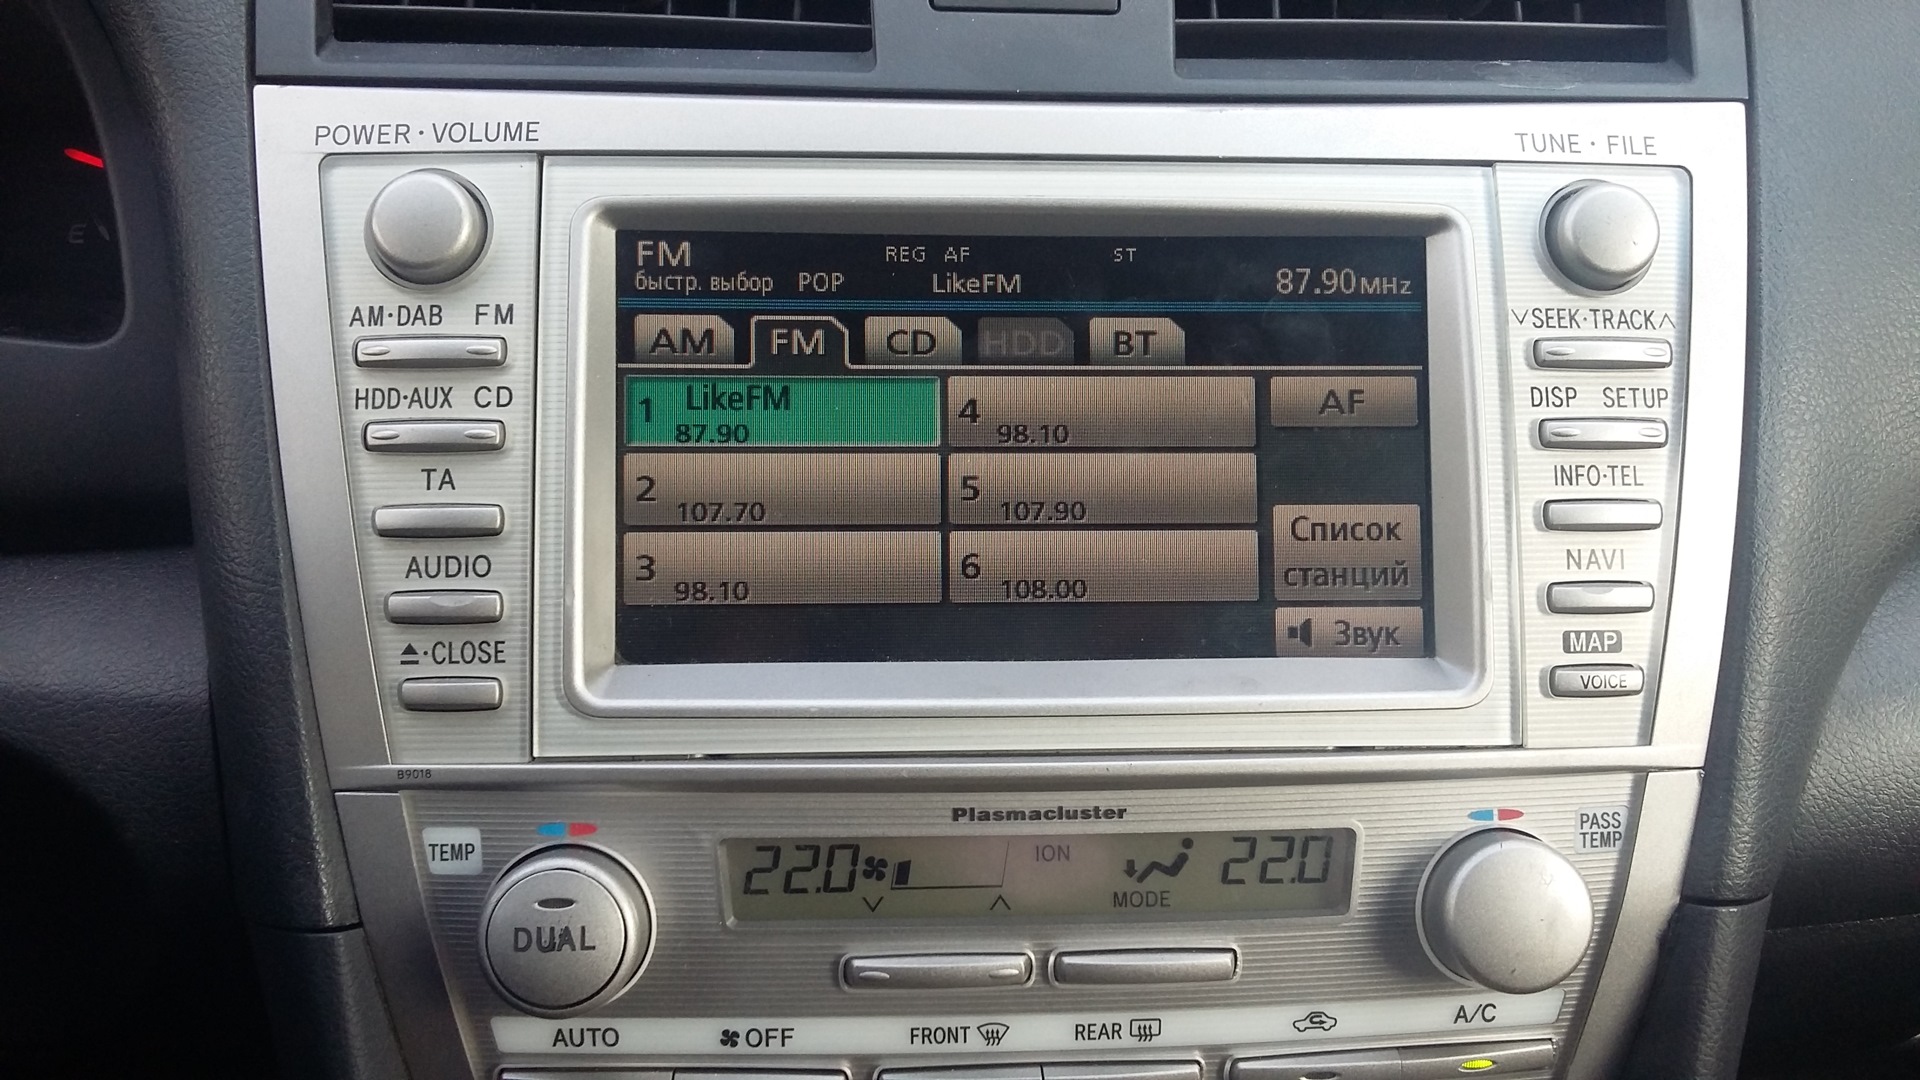 POWER · VOLUME
TUNE · FILE
E
FM
REG AF
ST
быстр. выбор POP
LikeFM
87.90MHz
AM
FM
CD
HDD
BT
1 LikeFM
87.90
4
98.10
AF
2
107.70
5
107.90
3
98.10
6
108.00
Список
станций
Звук
AM·DAB FM
HDD·AUX CD
TA
AUDIO
▲·CLOSE
∨SEEK·TRACK∧
DISP SETUP
INFO·TEL
NAVI
MAP
VOICE
B9018
Plasmacluster
TEMP
DUAL
22.0
ION
MODE
22.0
PASS
TEMP
AUTO
OFF
FRONT
REAR
A/C